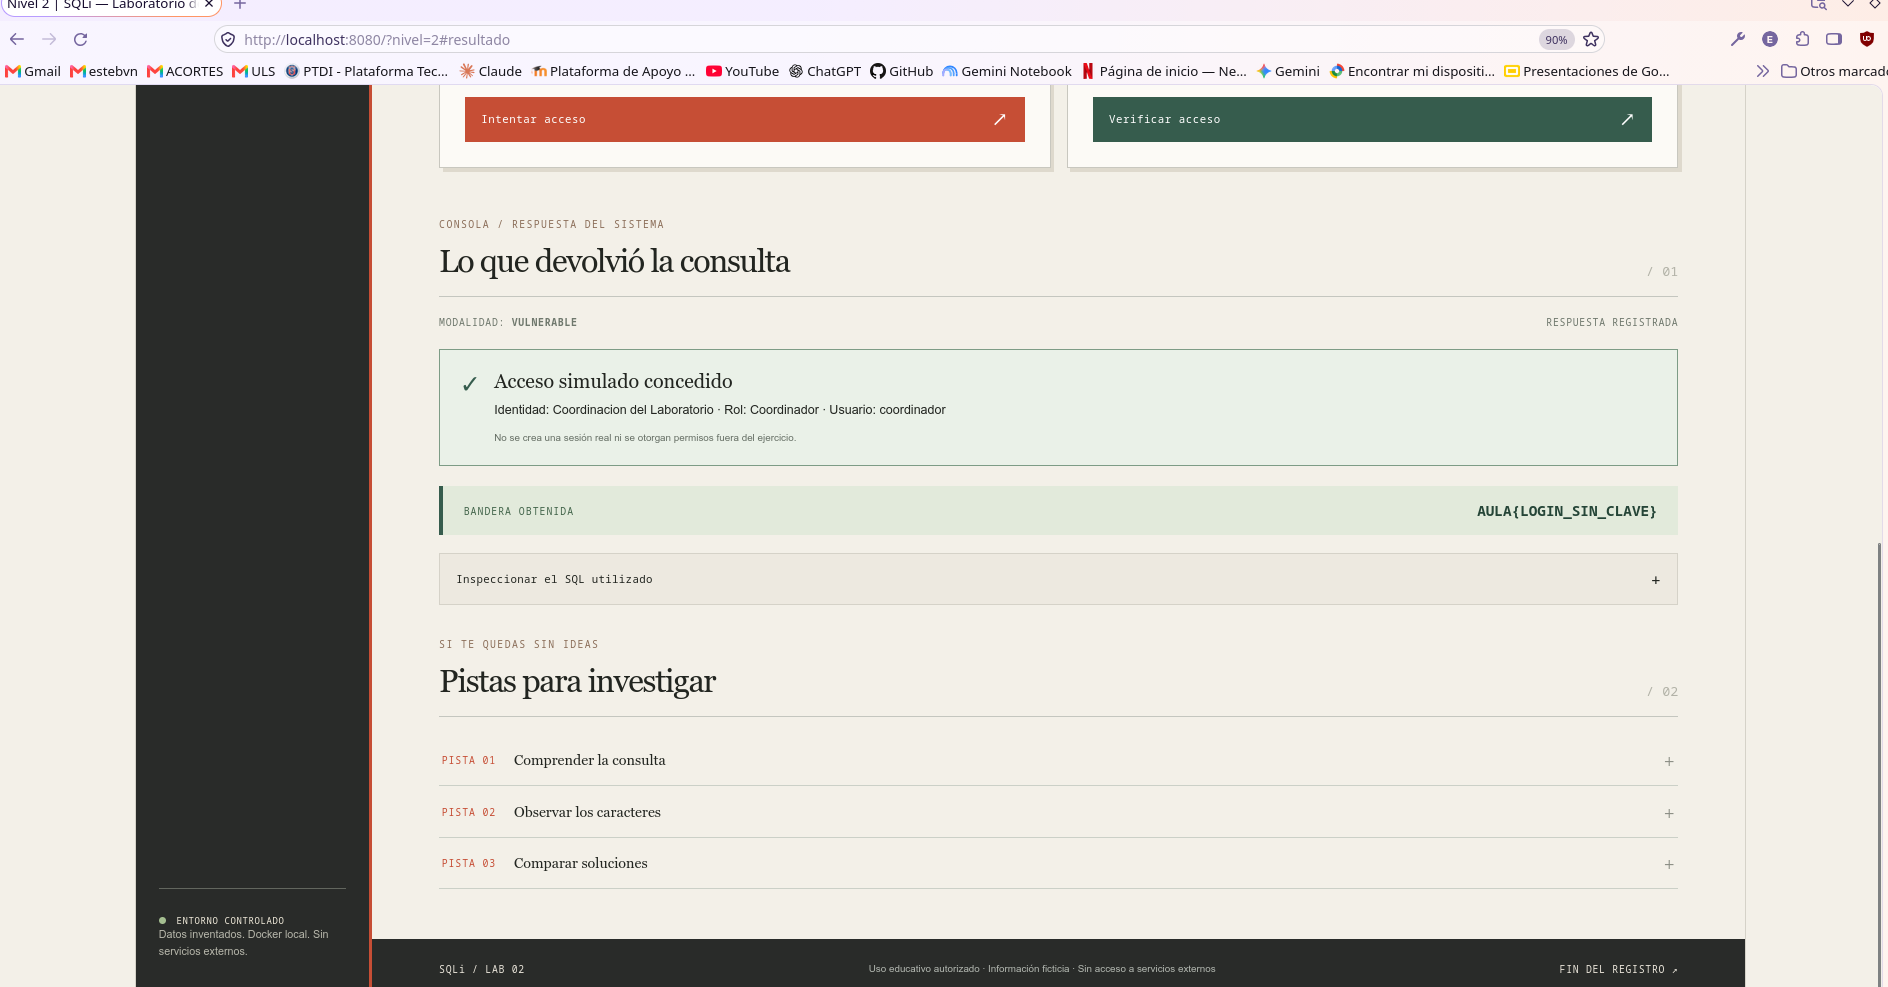 Nivel 2 | SQLi — Laboratorio d
http://localhost:8080/?nivel=2#resultado
90%
E
Gmail
estebvn
ACORTES
ULS
PTDI - Plataforma Tec...
Claude
Plataforma de Apoyo ...
YouTube
ChatGPT
GitHub
Gemini Notebook
Página de inicio — Ne...
Gemini
Encontrar mi dispositi...
Presentaciones de Go...
Otros marcado
Intentar acceso ↗
Verificar acceso ↗
CONSOLA / RESPUESTA DEL SISTEMA
Lo que devolvió la consulta
/ 01
MODALIDAD: VULNERABLE
RESPUESTA REGISTRADA
✓ Acceso simulado concedido
Identidad: Coordinacion del Laboratorio · Rol: Coordinador · Usuario: coordinador
No se crea una sesión real ni se otorgan permisos fuera del ejercicio.
BANDERA OBTENIDA
AULA{LOGIN_SIN_CLAVE}
Inspeccionar el SQL utilizado +
SI TE QUEDAS SIN IDEAS
Pistas para investigar
/ 02
PISTA 01 Comprender la consulta +
PISTA 02 Observar los caracteres +
PISTA 03 Comparar soluciones +
ENTORNO CONTROLADO
Datos inventados. Docker local. Sin
servicios externos.
SQLi / LAB 02
Uso educativo autorizado · Información ficticia · Sin acceso a servicios externos
FIN DEL REGISTRO ↗